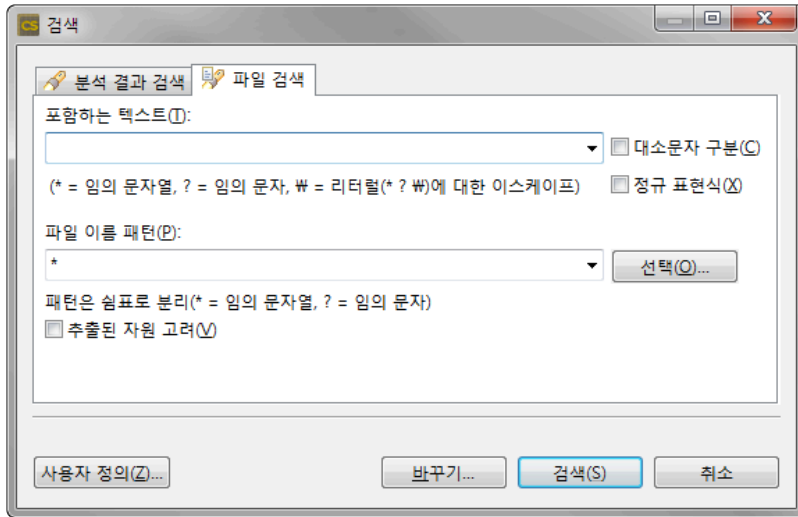 CS 검색
분석 결과 검색 파일 검색
포함하는 텍스트(T):
대소문자 구분(C)
(* = 임의 문자열, ? = 임의 문자, ₩ = 리터럴(* ? ₩)에 대한 이스케이프) 정규 표현식(X)
파일 이름 패턴(P):
* 선택(O)...
패턴은 쉼표로 분리(* = 임의 문자열, ? = 임의 문자)
추출된 자원 고려(V)
사용자 정의(Z)... 바꾸기... 검색(S) 취소